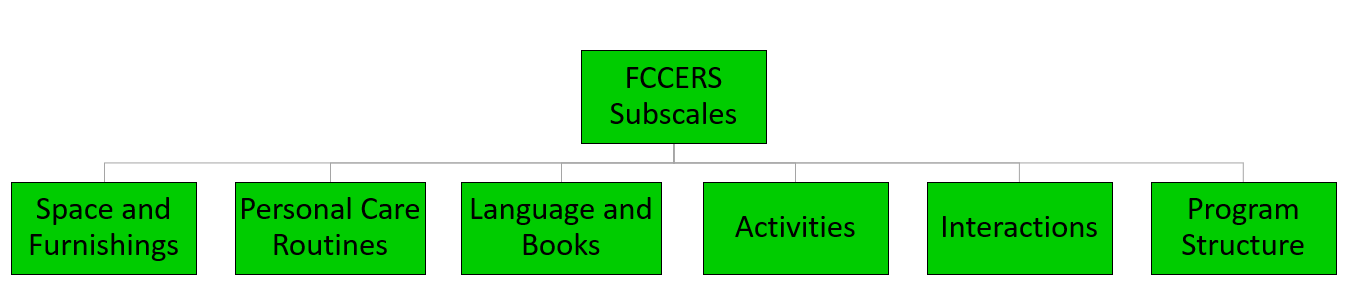 FCCERS
Subscales
Space and
Furnishings
Personal Care
Routines
Language and
Books
Activities
Interactions
Program
Structure